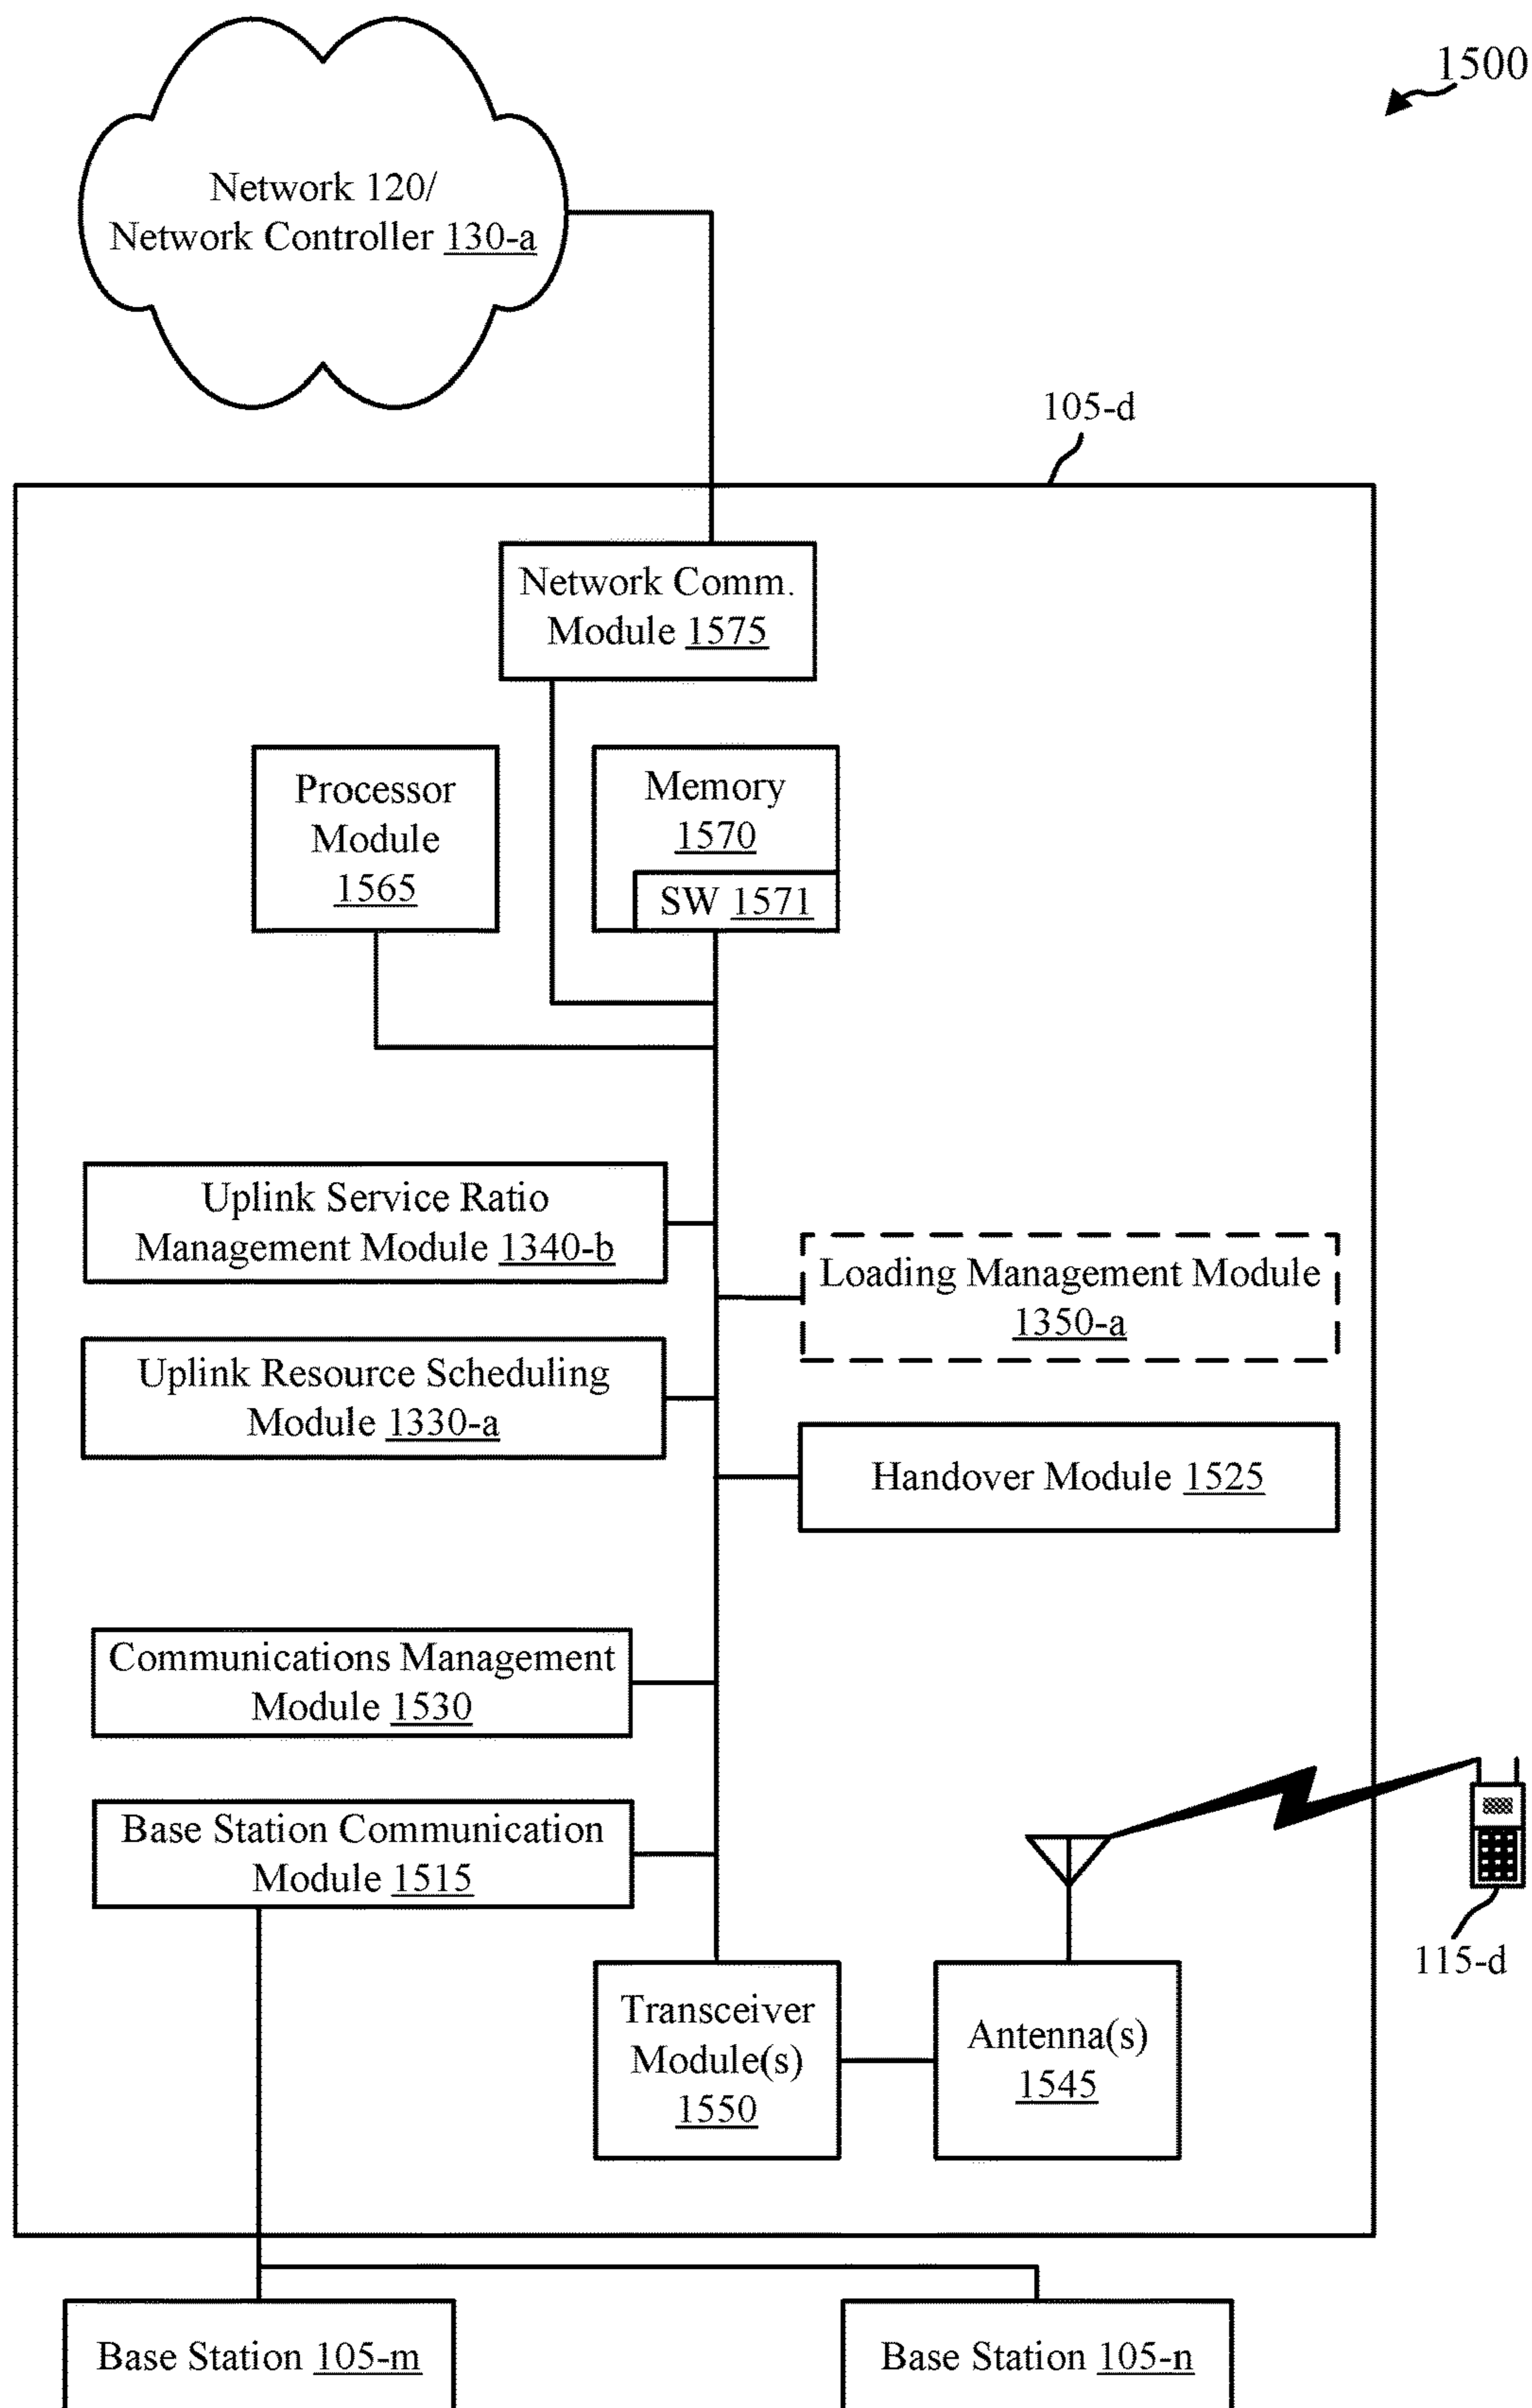 1500
Network 120/
Network Controller 130-a
105-d
Network Comm.
Module 1575
Processor
Module
1565
Memory
1570
SW 1571
Uplink Service Ratio
Management Module 1340-b
Loading Management Module
1350-a
Uplink Resource Scheduling
Module 1330-a
Handover Module 1525
Communications Management
Module 1530
Base Station Communication
Module 1515
115-d
Transceiver
Module(s)
1550
Antenna(s)
1545
Base Station 105-m
Base Station 105-n